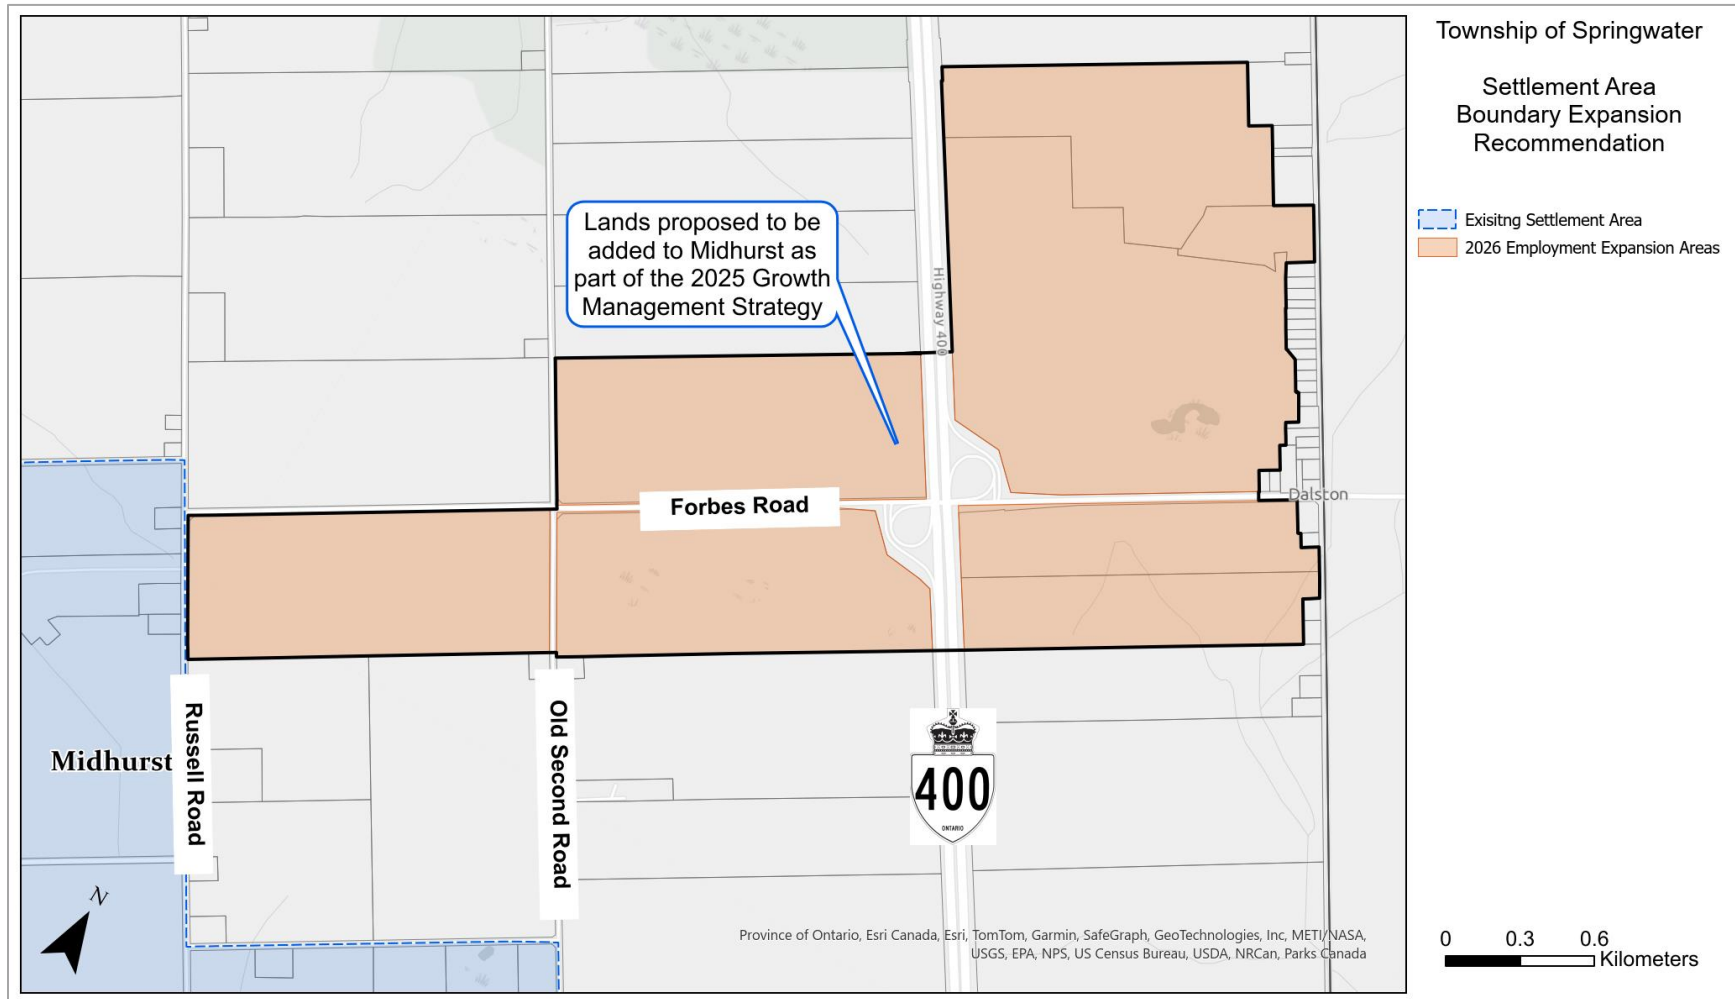 Township of Springwater
Settlement Area
Boundary Expansion
Recommendation
Exisitng Settlement Area
2026 Employment Expansion Areas
Lands proposed to be
added to Midhurst as
part of the 2025 Growth
Management Strategy
Highway 400
Forbes Road
Dalston
Midhurst
Russell Road
Old Second Road
400
ONTARIO
N
Province of Ontario, Esri Canada, Esri, TomTom, Garmin, SafeGraph, GeoTechnologies, Inc, METI/NASA,
USGS, EPA, NPS, US Census Bureau, USDA, NRCan, Parks Canada
0 0.3 0.6
Kilometers